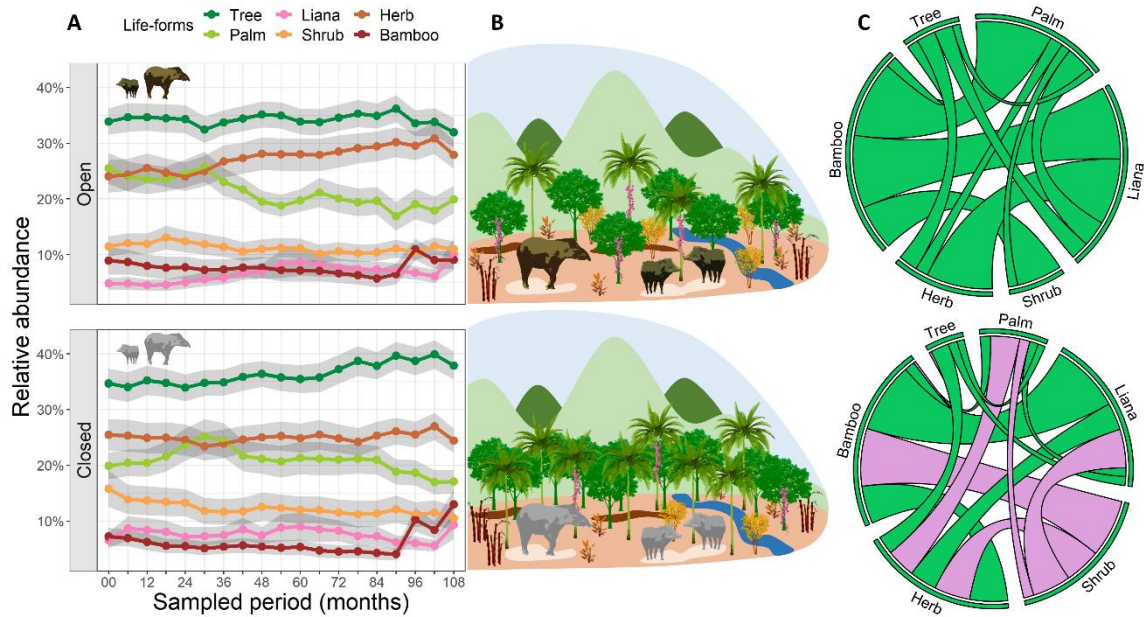 A
Life-forms
Tree
Liana
Herb
Palm
Shrub
Bamboo
Relative abundance
Open
40%
30%
20%
10%
Closed
40%
30%
20%
10%
00 12 24 36 48 60 72 84 96 108
Sampled period (months)
B
C
Tree
Palm
Bamboo
Liana
Herb
Shrub
Tree
Palm
Bamboo
Liana
Herb
Shrub